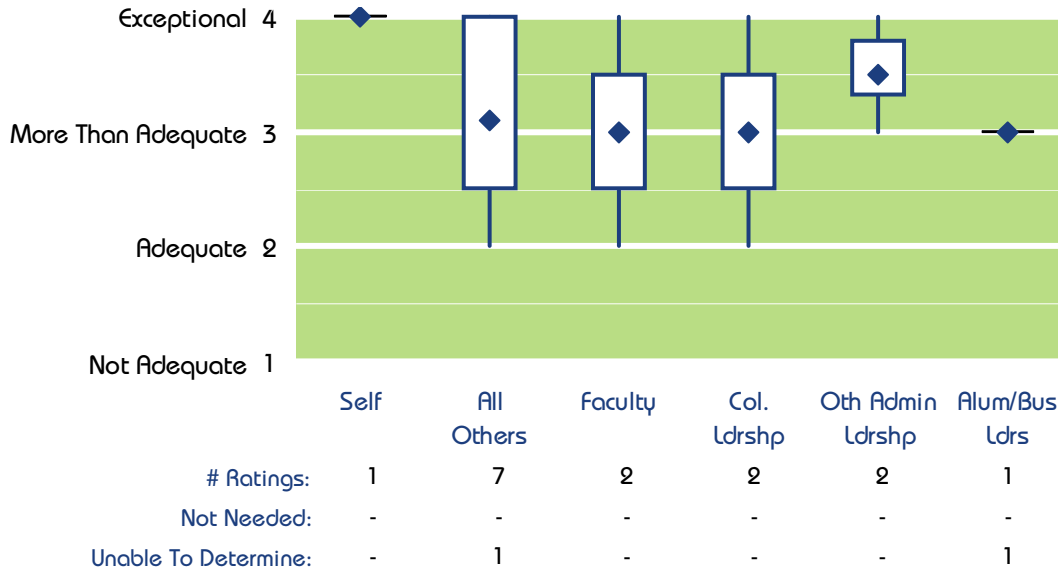 Exceptional 4
More Than Adequate 3
Adequate 2
Not Adequate 1
Self All Others Faculty Col. Ldrshp Oth Admin Ldrshp Alum/Bus Ldrs
# Ratings: 1 7 2 2 2 1
Not Needed: - - - - - -
Unable To Determine: - 1 - - - 1